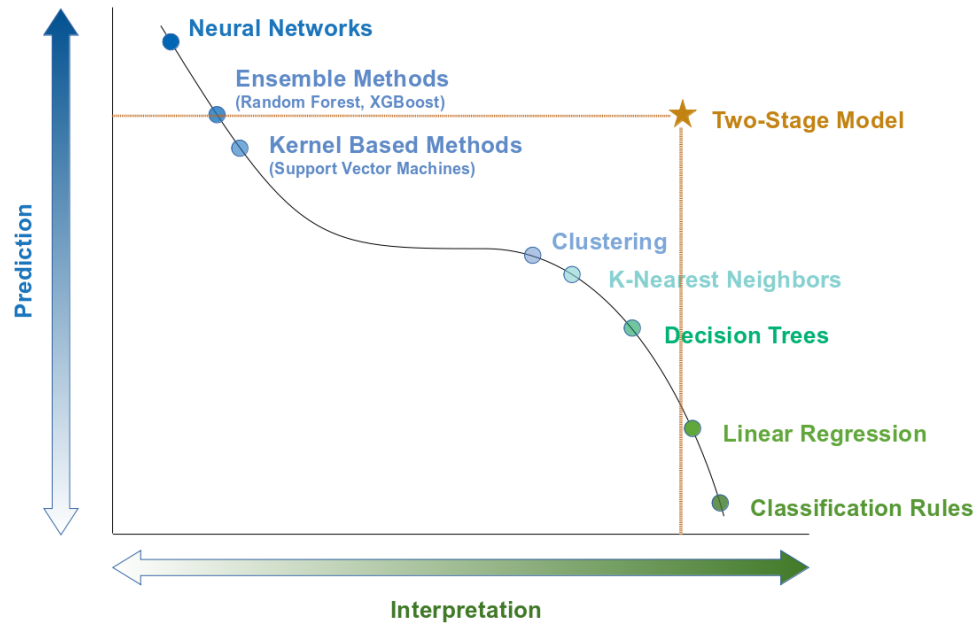 Neural Networks
Ensemble Methods
(Random Forest, XGBoost)
Two-Stage Model
Kernel Based Methods
(Support Vector Machines)
Prediction
Clustering
K-Nearest Neighbors
Decision Trees
Linear Regression
Classification Rules
Interpretation